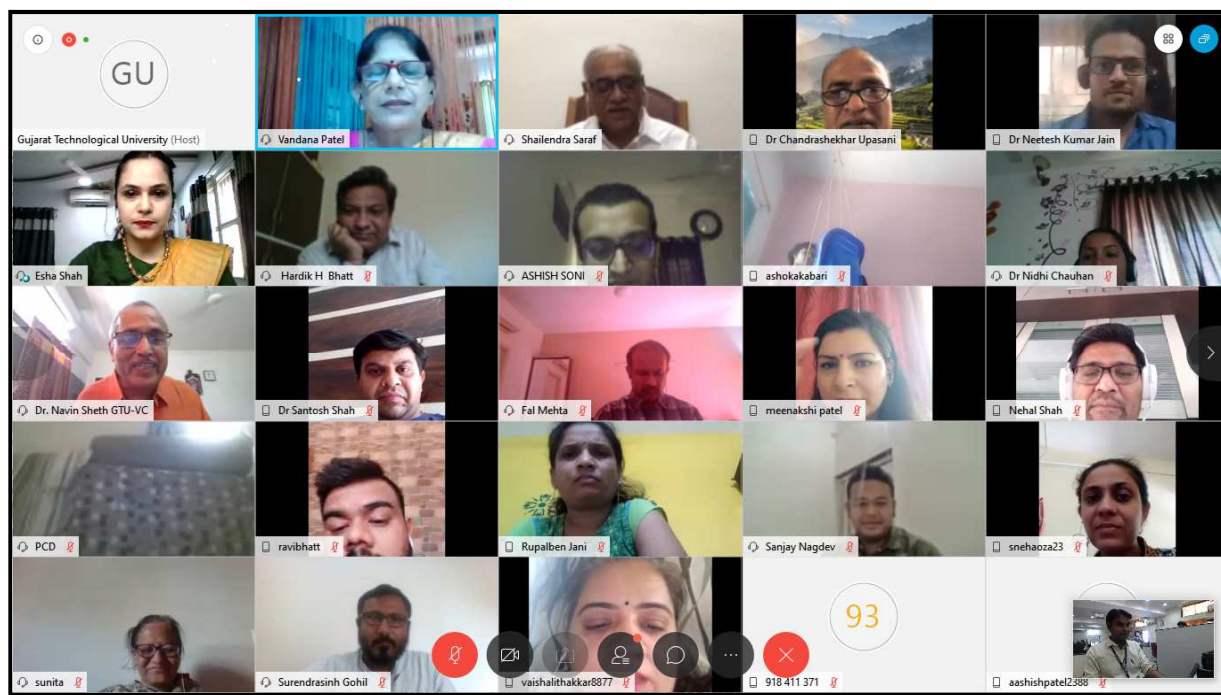 GU
Gujarat Technological University (Host)
Vandana Patel
Shailendra Saraf
Dr Chandrashekhar Upasani
Dr Neetesh Kumar Jain
Esha Shah
Hardik H Bhatt
ASHISH SONI
ashokakabari
Dr Nidhi Chauhan
Dr. Navin Sheth GTU-VC
Dr Santosh Shah
Fal Mehta
meenakshi patel
Nehal Shah
PCD
ravibhatt
Rupalben Jani
Sanjay Nagdev
snehaoza23
sunita
Surendrasinh Gohil
vaishalithakkar8877
93
918 411 371
aashishpatel2388